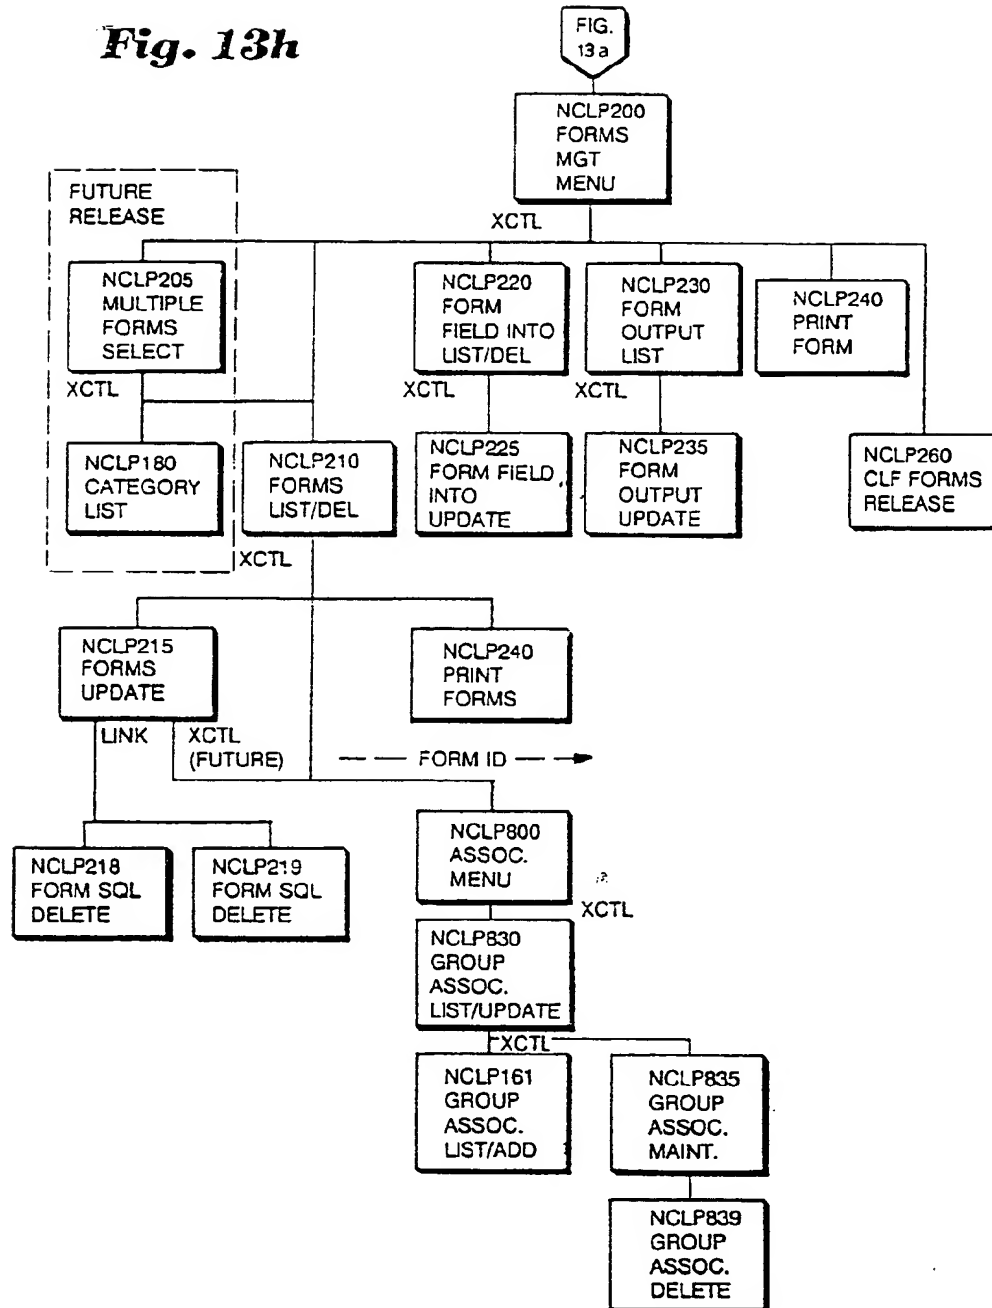 Fig. 13h
FIG.
13a
NCLP200
FORMS
MGT
MENU
XCTL
FUTURE
RELEASE
NCLP205
MULTIPLE
FORMS
SELECT
XCTL
NCLP220
FORM
FIELD INTO
LIST/DEL
XCTL
NCLP230
FORM
OUTPUT
LIST
XCTL
NCLP240
PRINT
FORM
NCLP180
CATEGORY
LIST
NCLP210
FORMS
LIST/DEL
XCTL
NCLP225
FORM FIELD
INTO
UPDATE
NCLP235
FORM
OUTPUT
UPDATE
NCLP260
CLF FORMS
RELEASE
NCLP215
FORMS
UPDATE
NCLP240
PRINT
FORMS
LINK
XCTL
(FUTURE)
FORM ID
NCLP218
FORM SQL
DELETE
NCLP219
FORM SQL
DELETE
NCLP800
ASSOC.
MENU
XCTL
NCLP830
GROUP
ASSOC.
LIST/UPDATE
XCTL
NCLP161
GROUP
ASSOC.
LIST/ADD
NCLP835
GROUP
ASSOC.
MAINT.
NCLP839
GROUP
ASSOC.
DELETE